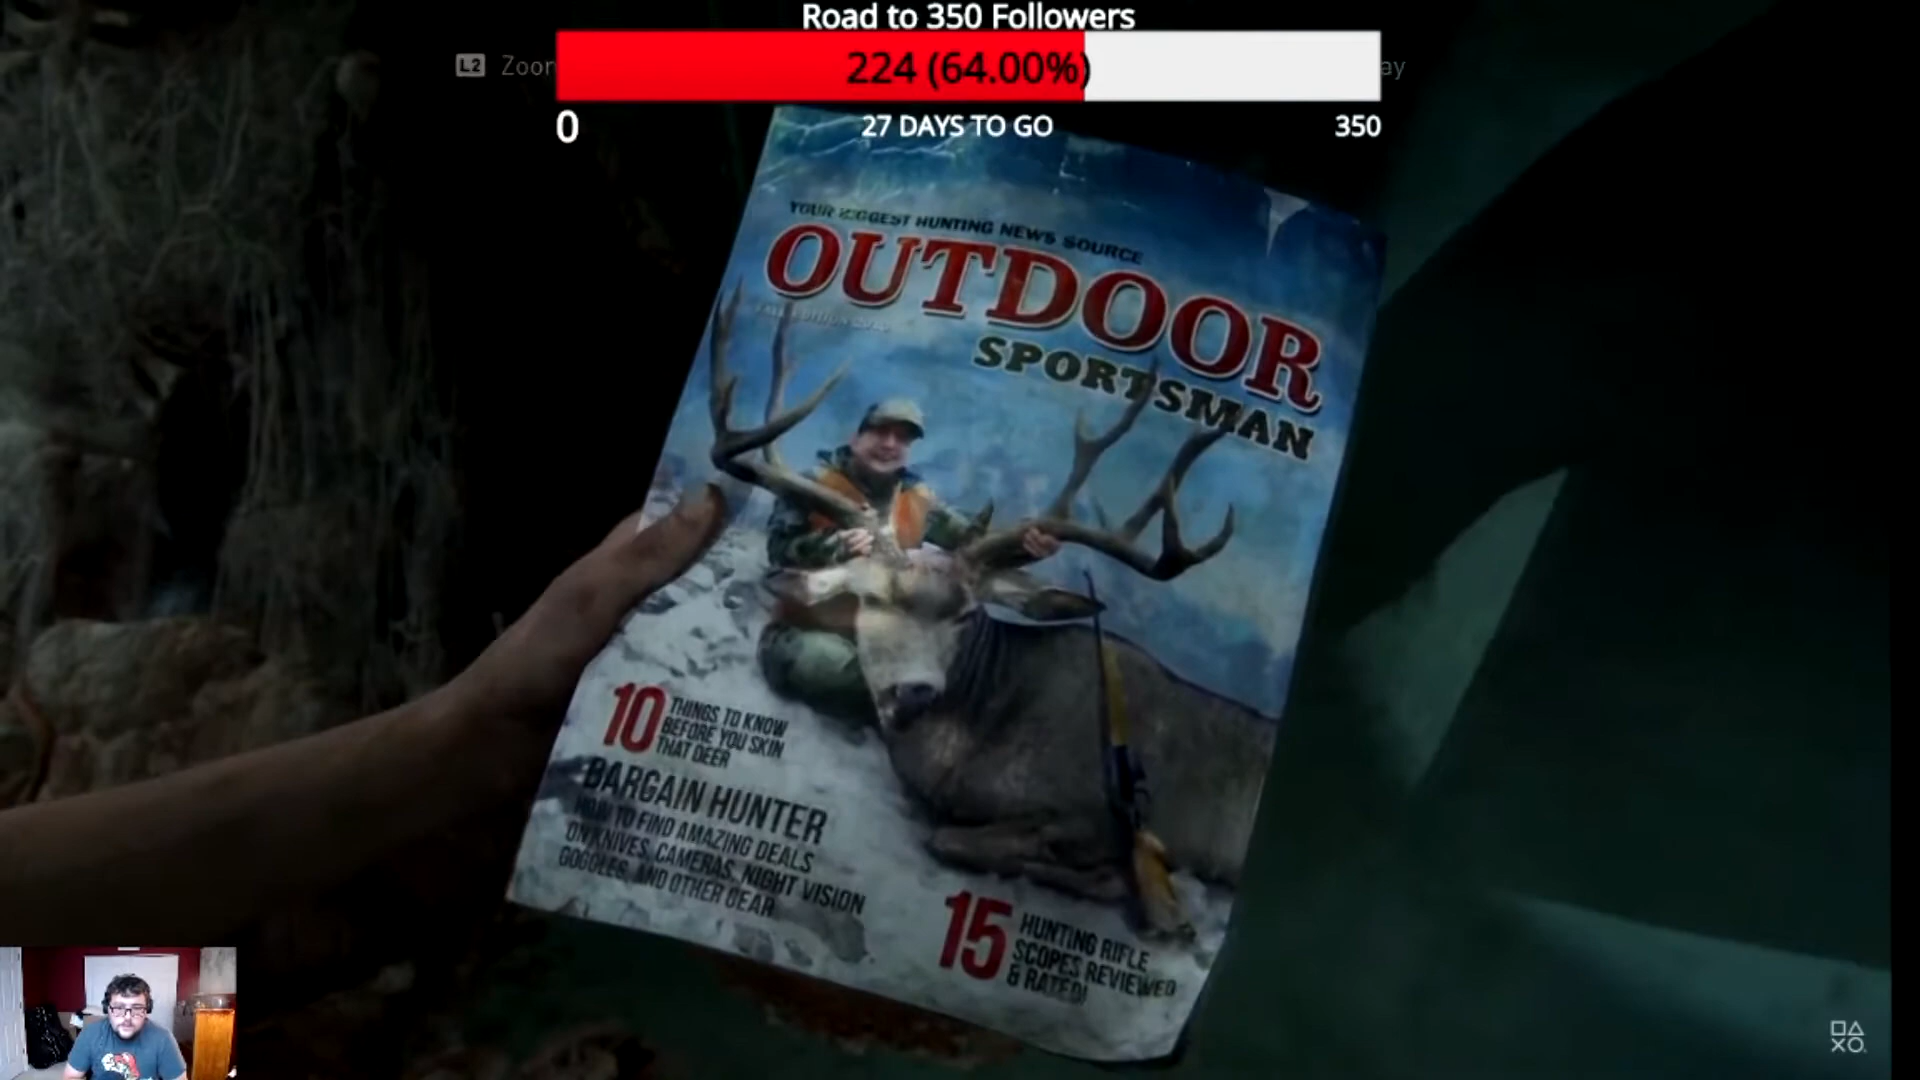 Road to 350 Followers
L2 Zoom
224 (64.00%)
0
27 DAYS TO GO
350
YOUR BIGGEST HUNTING NEWS SOURCE
OUTDOOR
SPORTSMAN
10 THINGS TO KNOW
BEFORE YOU SKIN
THAT DEER
BARGAIN HUNTER
HOW TO FIND AMAZING DEALS
ON KNIVES, CAMERAS, NIGHT VISION
GOGGLES, AND OTHER GEAR
15 HUNTING RIFLE
SCOPES REVIEWED
& RATED!